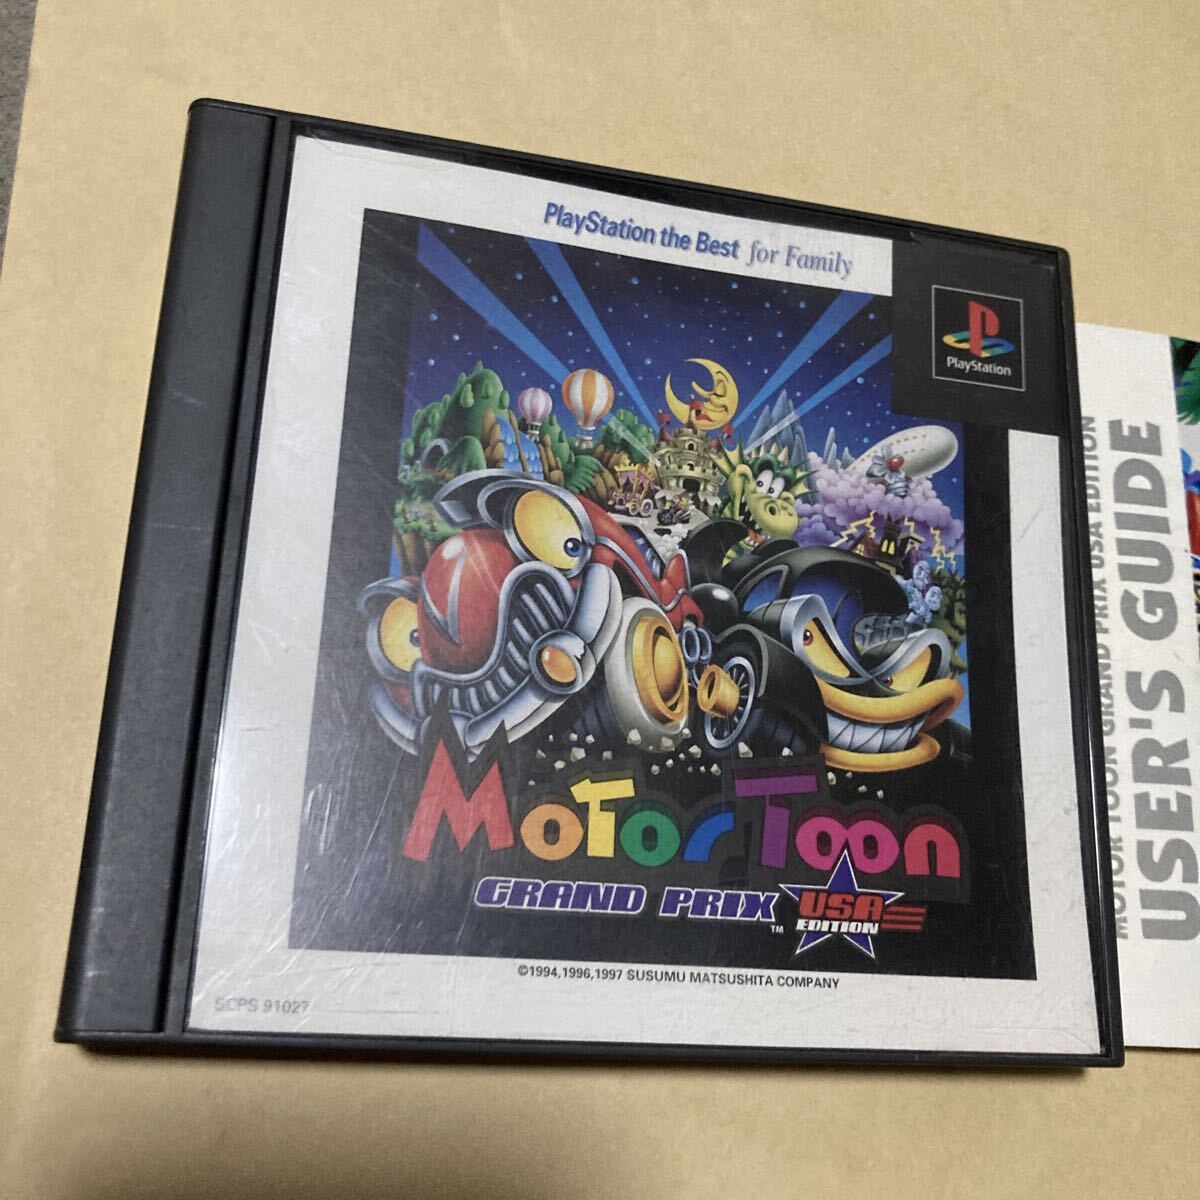 PlayStation the Best for Family
PlayStation
MoTor Toon
GRAND PRIX™
USA
EDITION
©1994,1996,1997 SUSUMU MATSUSHITA COMPANY
SCPS 91027
MOTOR TOON GRAND PRIX USA EDITION
USER'S GUIDE